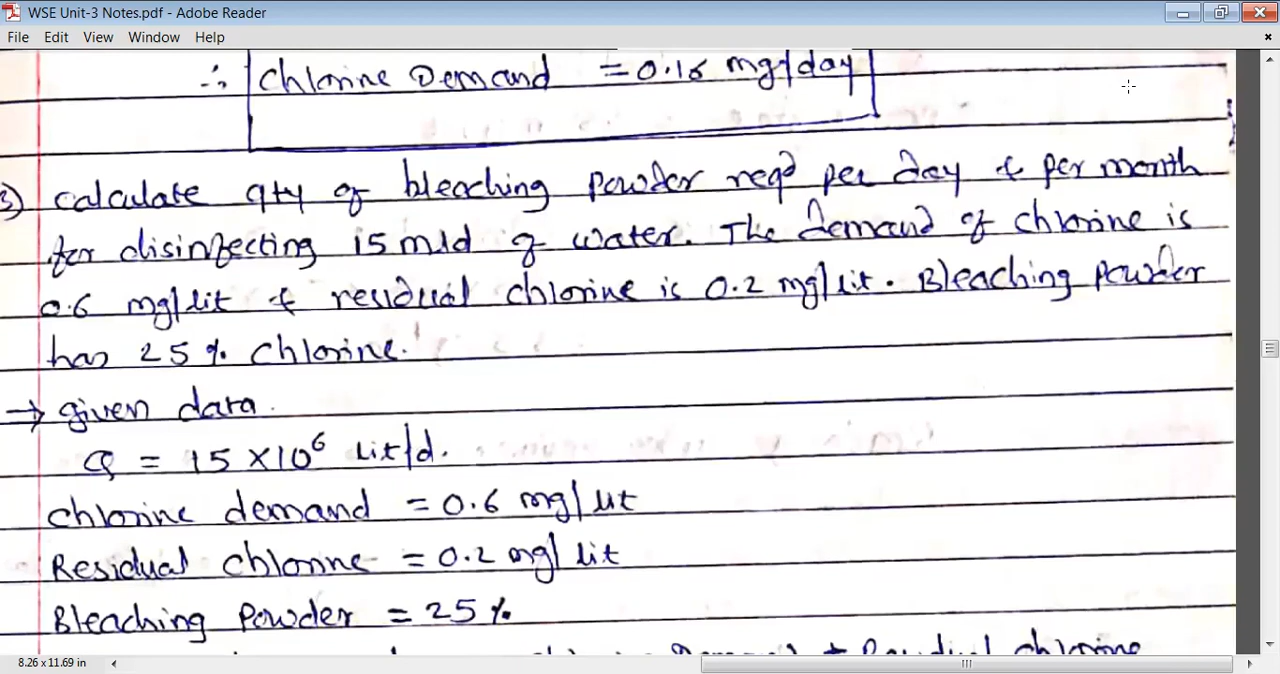 WSE Unit-3 Notes.pdf - Adobe Reader
File Edit View Window Help
∴ Chlorine Demand = 0.16 mg/day
3) calculate qty of bleaching powder reqd per day & per month
for disinfecting 15 mld of water. The demand of chlorine is
0.6 mg/lit & residual chlorine is 0.2 mg/lit. Bleaching powder
has 25 % chlorine.
→ given data.
Q = 15 × 10⁶ lit/d.
chlorine demand = 0.6 mg/lit
Residual chlorine = 0.2 mg/lit
Bleaching Powder = 25 %
Demand + Residual chlorine
8.26 x 11.69 in